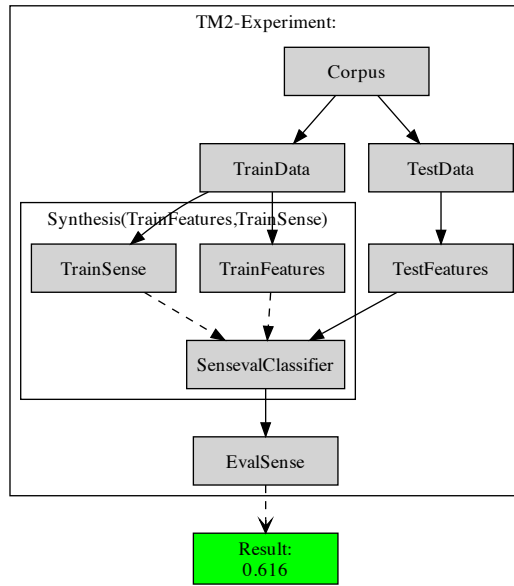 TM2-Experiment:
Corpus
TrainData
TestData
Synthesis(TrainFeatures,TrainSense)
TrainSense
TrainFeatures
TestFeatures
SensevalClassifier
EvalSense
Result:
0.616